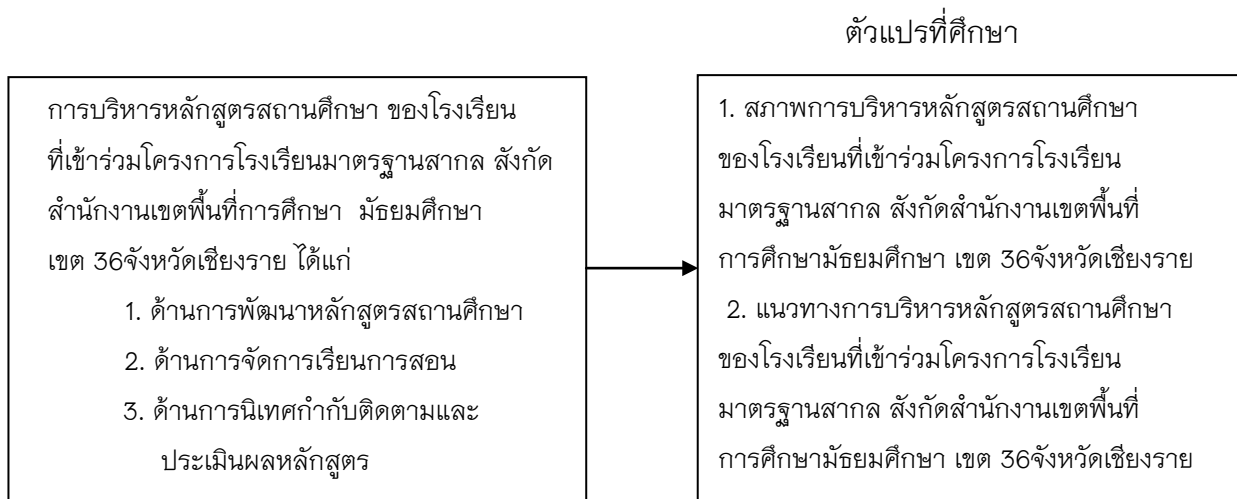 ตัวแปรที่ศึกษา
การบริหารหลักสูตรสถานศึกษา ของโรงเรียน
ที่เข้าร่วมโครงการโรงเรียนมาตรฐานสากล สังกัด
สำนักงานเขตพื้นที่การศึกษา มัธยมศึกษา
เขต 36จังหวัดเชียงราย ได้แก่
1. ด้านการพัฒนาหลักสูตรสถานศึกษา
2. ด้านการจัดการเรียนการสอน
3. ด้านการนิเทศกำกับติดตามและ
ประเมินผลหลักสูตร
1. สภาพการบริหารหลักสูตรสถานศึกษา
ของโรงเรียนที่เข้าร่วมโครงการโรงเรียน
มาตรฐานสากล สังกัดสำนักงานเขตพื้นที่
การศึกษามัธยมศึกษา เขต 36จังหวัดเชียงราย
2. แนวทางการบริหารหลักสูตรสถานศึกษา
ของโรงเรียนที่เข้าร่วมโครงการโรงเรียน
มาตรฐานสากล สังกัดสำนักงานเขตพื้นที่
การศึกษามัธยมศึกษา เขต 36จังหวัดเชียงราย